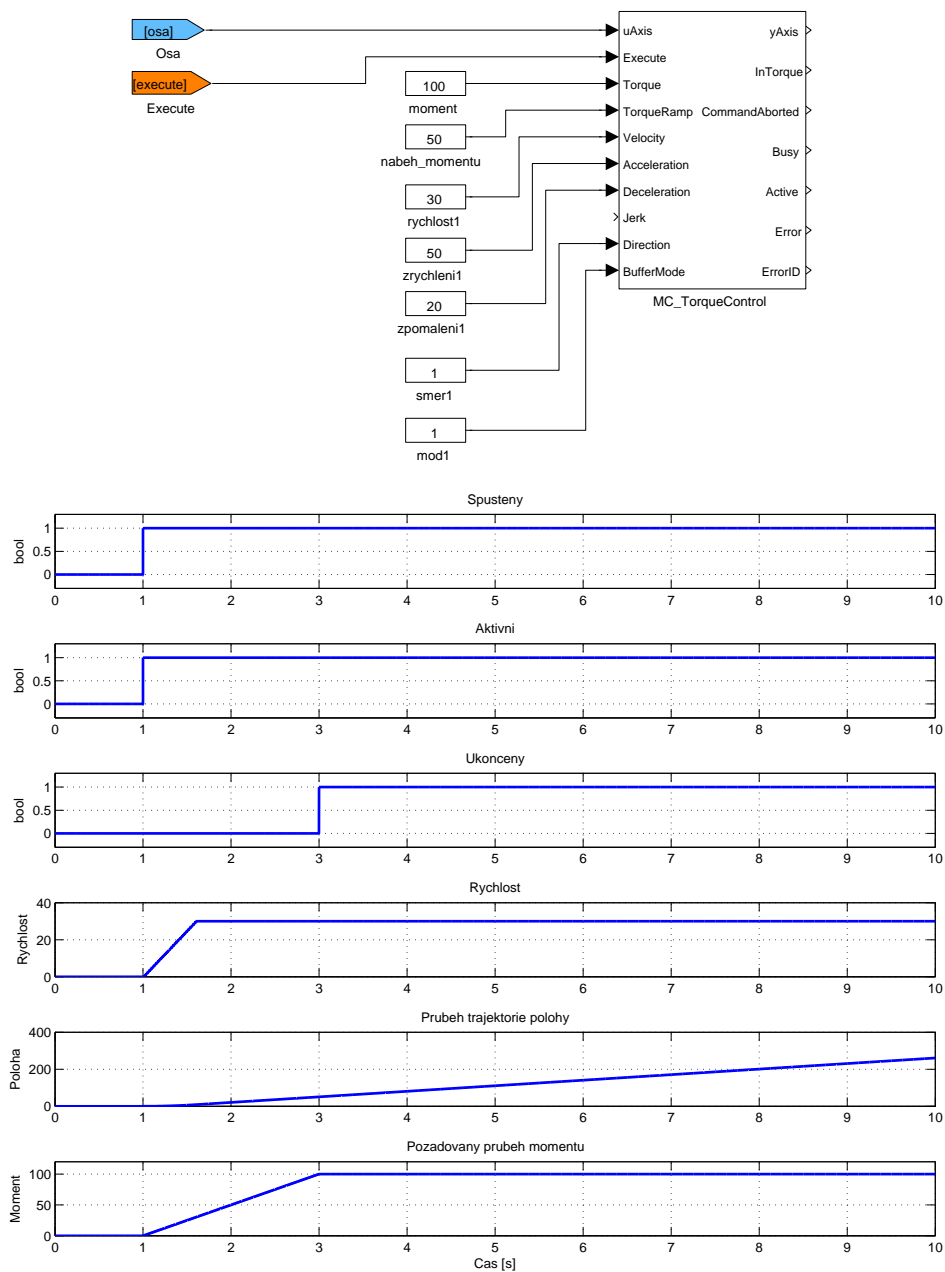 [osa]
Osa
[execute]
Execute
100
moment
50
nabeh_momentu
30
rychlost1
50
zrychleni1
20
zpomaleni1
1
smer1
1
mod1
uAxis
Execute
Torque
TorqueRamp
Velocity
Acceleration
Deceleration
Jerk
Direction
BufferMode
yAxis
InTorque
CommandAborted
Busy
Active
Error
ErrorID
MC_TorqueControl
Spusteny
bool
1
0.5
0
0 1 2 3 4 5 6 7 8 9 10
Aktivni
bool
1
0.5
0
0 1 2 3 4 5 6 7 8 9 10
Ukonceny
bool
1
0.5
0
0 1 2 3 4 5 6 7 8 9 10
Rychlost
Rychlost
40
20
0
0 1 2 3 4 5 6 7 8 9 10
Prubeh trajektorie polohy
Poloha
400
200
0
0 1 2 3 4 5 6 7 8 9 10
Pozadovany prubeh momentu
Moment
100
50
0
0 1 2 3 4 5 6 7 8 9 10
Cas [s]